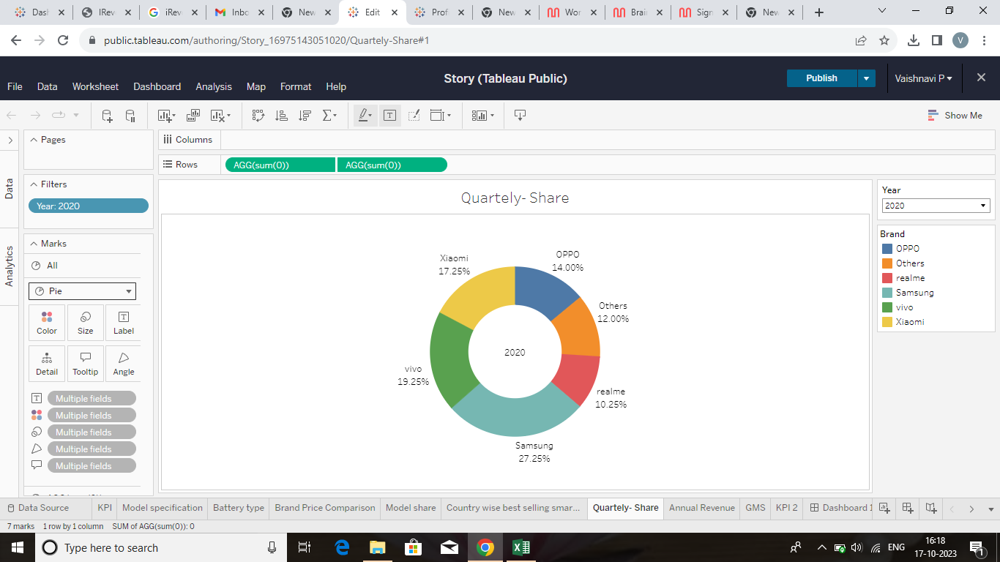 Dasl
IRev
iRev
Inbo
New
Edit
Profi
New
Wor
Brai
Sign
New
public.tableau.com/authoring/Story_16975143051020/Quartely-Share#1
V
Story (Tableau Public)
Publish
Vaishnavi P
File Data Worksheet Dashboard Analysis Map Format Help
Show Me
Pages
Columns
Rows
AGG(sum(0))
AGG(sum(0))
Data
Analytics
Filters
Year: 2020
Marks
All
Pie
Color
Size
Label
Detail
Tooltip
Angle
Multiple fields
Multiple fields
Multiple fields
Multiple fields
Multiple fields
Quartely- Share
Xiaomi
17.25%
OPPO
14.00%
Others
12.00%
2020
vivo
19.25%
realme
10.25%
Samsung
27.25%
Year
2020
Brand
OPPO
Others
realme
Samsung
vivo
Xiaomi
Data Source
KPI
Model specification
Battery type
Brand Price Comparison
Model share
Country wise best selling smar...
Quartely- Share
Annual Revenue
GMS
KPI 2
Dashboard 1
7 marks 1 row by 1 column SUM of AGG(sum(0)): 0
Type here to search
ENG
16:18
17-10-2023
1